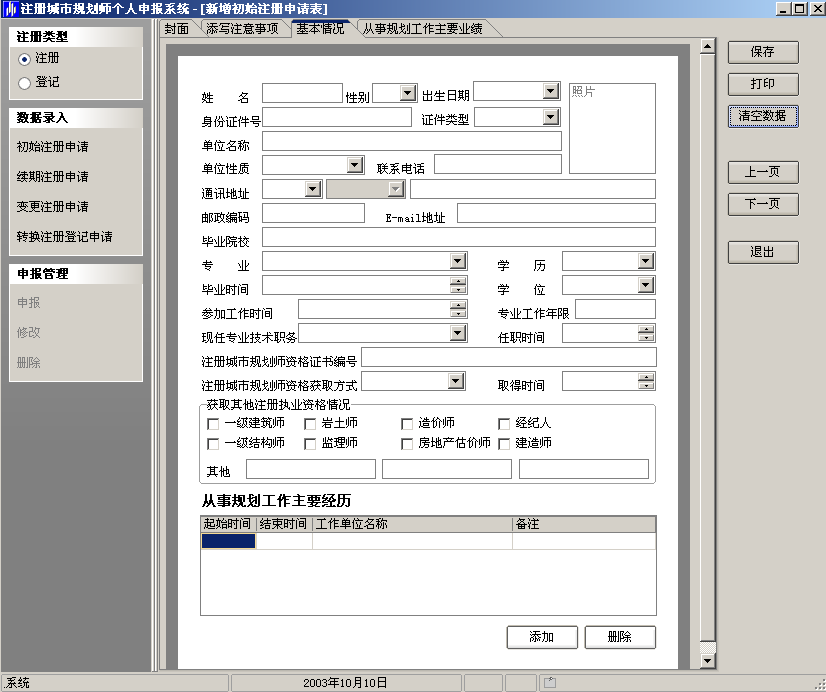 注册城市规划师个人申报系统 - [新增初始注册申请表]
注册类型
注册
登记
数据录入
初始注册申请
续期注册申请
变更注册申请
转换注册登记申请
申报管理
申报
修改
删除
封面 添写注意事项 基本情况 从事规划工作主要业绩
姓 名 性别 出生日期 照片
身份证件号 证件类型
单位名称
单位性质 联系电话
通讯地址
邮政编码 E-mail地址
毕业院校
专 业 学 历
毕业时间 学 位
参加工作时间 专业工作年限
现任专业技术职务 任职时间
注册城市规划师资格证书编号
注册城市规划师资格获取方式 取得时间
获取其他注册执业资格情况
一级建筑师 岩土师 造价师 经纪人
一级结构师 监理师 房地产估价师 建造师
其他
从事规划工作主要经历
起始时间 结束时间 工作单位名称 备注
添加 删除
保存
打印
清空数据
上一页
下一页
退出
系统 2003年10月10日